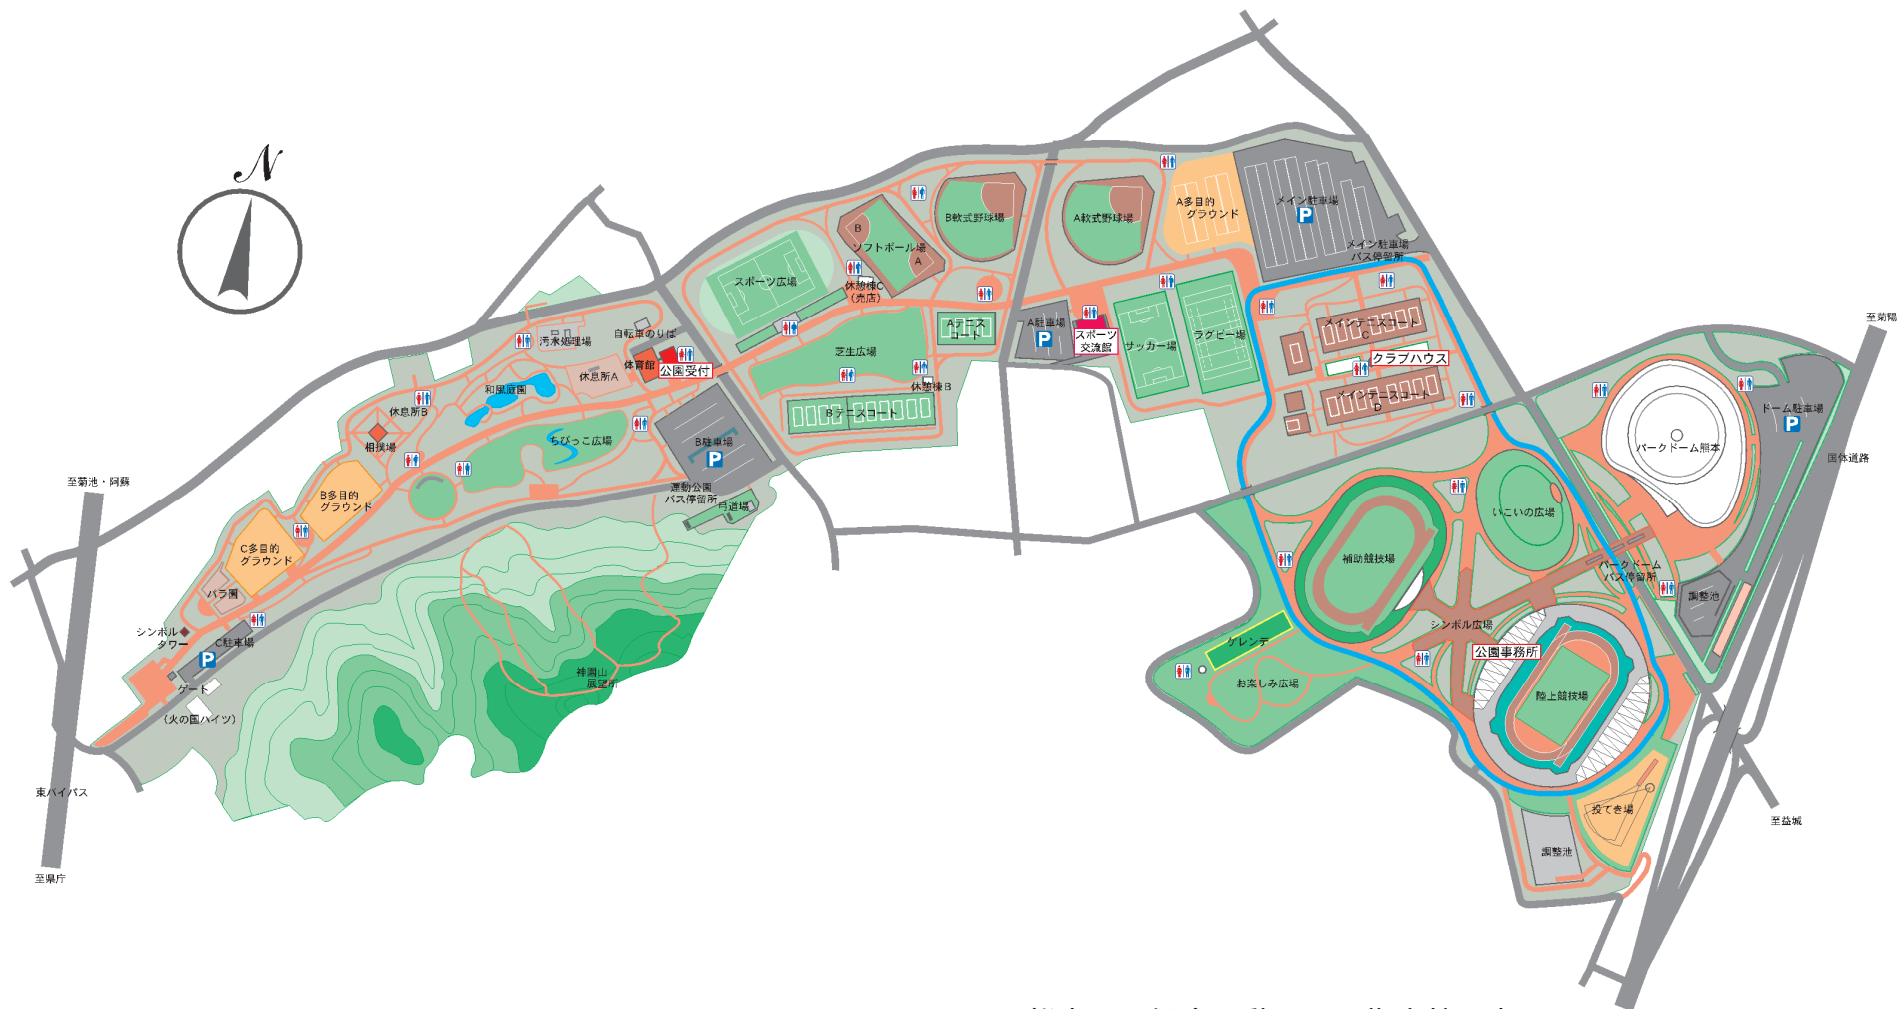 N
B
ソフトボール場
A
B軟式野球場
A軟式野球場
A多目的
グラウンド
メイン駐車場
P
メイン駐車場
バス停留所
スポーツ広場
休憩棟C
(売店)
Aテニス
コート
A駐車場
P
スポーツ
交流館
サッカー場
ラグビー場
メインテニスコート
C
クラブハウス
メインテニスコート
D
至菊陽
自転車のりば
汚水処理場
体育館
公園受付
休息所A
芝生広場
休憩棟B
Bテニスコート
和風庭園
休息所B
相撲場
ちびっこ広場
B駐車場
P
運動公園
バス停留所
弓道場
パークドーム熊本
ドーム駐車場
P
国体道路
至菊池・阿蘇
B多目的
グラウンド
C多目的
グラウンド
バラ園
いこいの広場
補助競技場
パークドーム
バス停留所
調整池
シンボル
タワー
C駐車場
P
ゲート
(火の国ハイツ)
神園山
展望所
ゲレンデ
お楽しみ広場
シンボル広場
公園事務所
陸上競技場
東バイパス
投てき場
至益城
調整池
至県庁